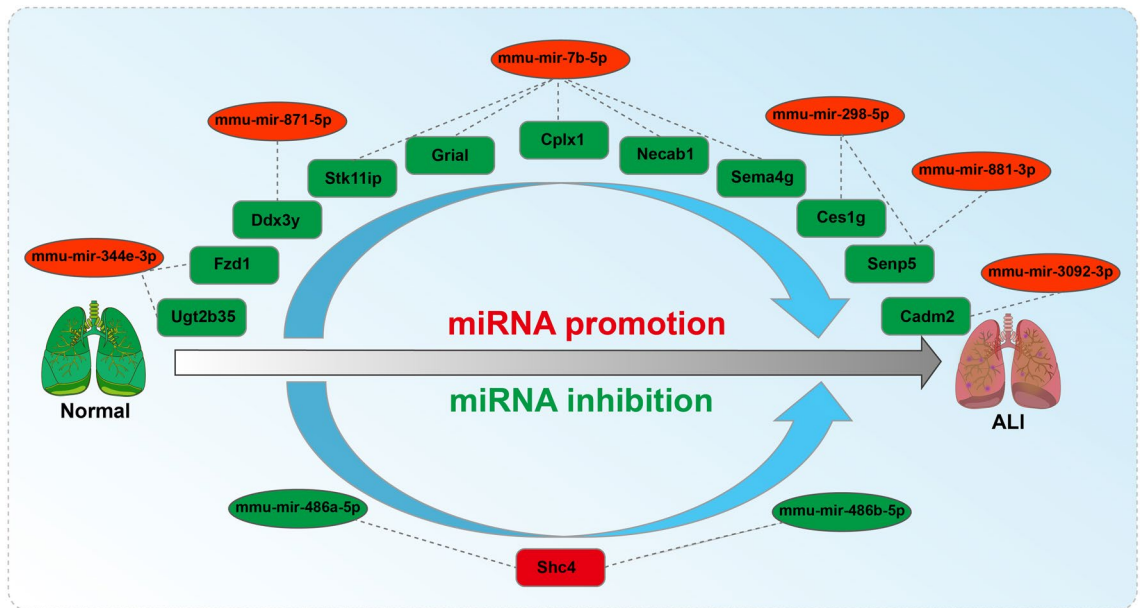 mmu-mir-7b-5p
mmu-mir-871-5p
mmu-mir-298-5p
Cplx1
Grial
Necab1
Stk11ip
Sema4g
mmu-mir-881-3p
Ddx3y
Ces1g
mmu-mir-344e-3p
Fzd1
Senp5
mmu-mir-3092-3p
Ugt2b35
Cadm2
miRNA promotion
miRNA inhibition
Normal
ALI
mmu-mir-486a-5p
mmu-mir-486b-5p
Shc4